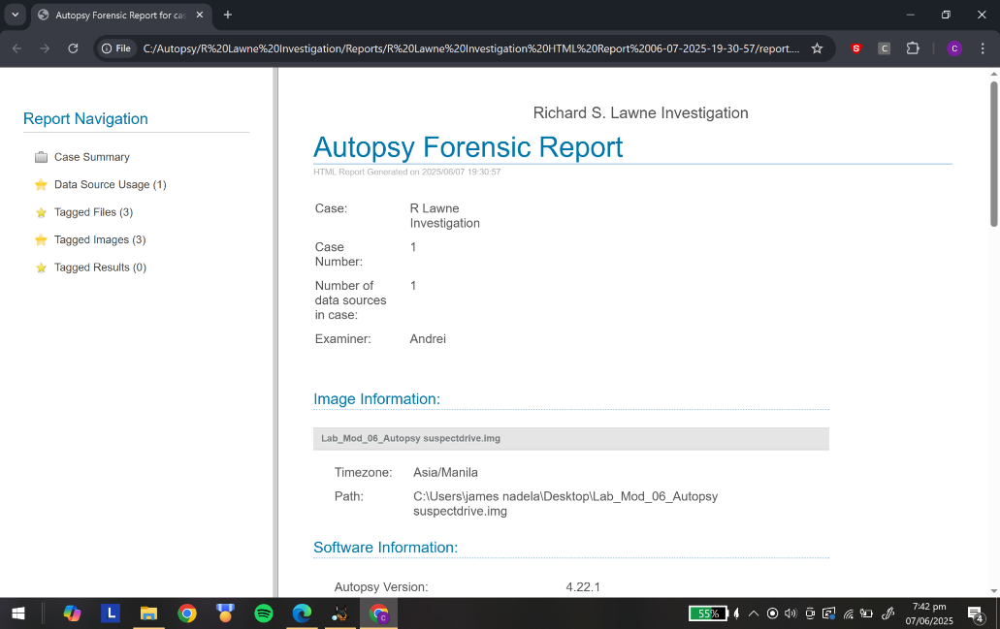 Autopsy Forensic Report for cas
File
C:/Autopsy/R%20Lawne%20Investigation/Reports/R%20Lawne%20Investigation%20HTML%20Report%2006-07-2025-19-30-57/report....
S
C
C
Report Navigation
Case Summary
Data Source Usage (1)
Tagged Files (3)
Tagged Images (3)
Tagged Results (0)
Richard S. Lawne Investigation
Autopsy Forensic Report
HTML Report Generated on 2025/06/07 19:30:57
Case: R Lawne
Investigation
Case 1
Number:
Number of 1
data sources
in case:
Examiner: Andrei
Image Information:
Lab_Mod_06_Autopsy suspectdrive.img
Timezone: Asia/Manila
Path: C:\Users\james nadela\Desktop\Lab_Mod_06_Autopsy
suspectdrive.img
Software Information:
Autopsy Version: 4.22.1
L
C
55%
7:42 pm
07/06/2025
4